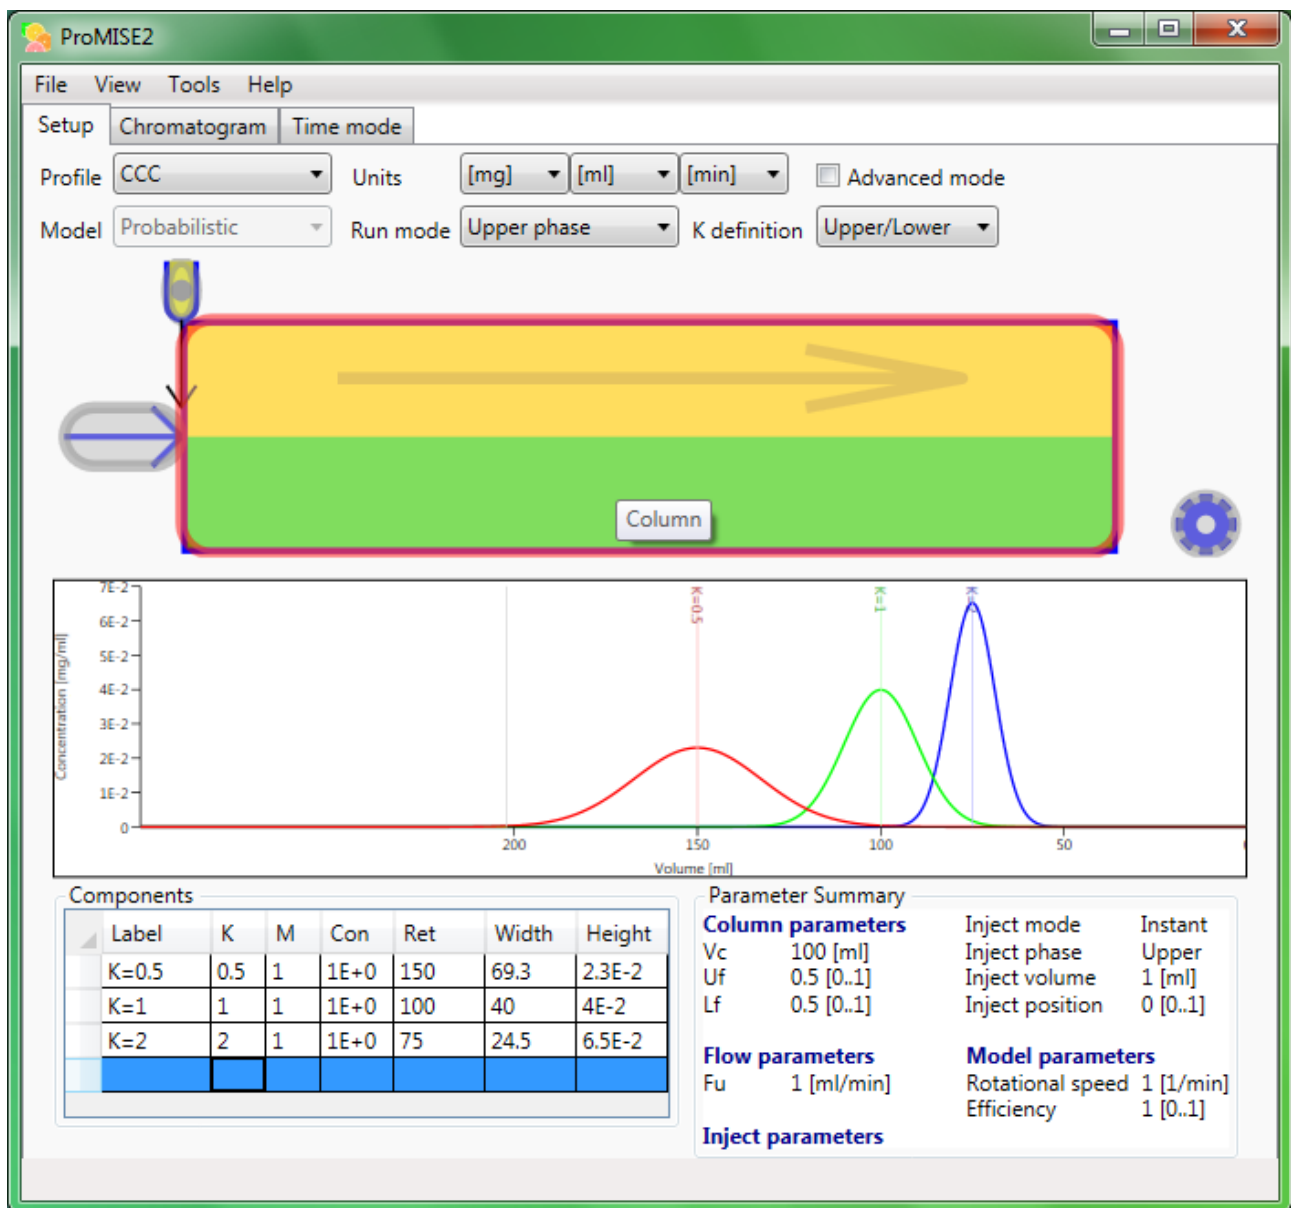 ProMISE2
File View Tools Help
Setup Chromatogram Time mode
Profile CCC Units [mg] [ml] [min] Advanced mode
Model Probabilistic Run mode Upper phase K definition Upper/Lower
Column
7E-2
6E-2
5E-2
4E-2
3E-2
2E-2
1E-2
0
Concentration [mg/ml]
K=0.5
K=1
200 150 100 50
Volume [ml]
Components
Label K M Con Ret Width Height
K=0.5 0.5 1 1E+0 150 69.3 2.3E-2
K=1 1 1 1E+0 100 40 4E-2
K=2 2 1 1E+0 75 24.5 6.5E-2
Parameter Summary
Column parameters
Vc 100 [ml]
Uf 0.5 [0..1]
Lf 0.5 [0..1]
Flow parameters
Fu 1 [ml/min]
Inject parameters
Inject mode Instant
Inject phase Upper
Inject volume 1 [ml]
Inject position 0 [0..1]
Model parameters
Rotational speed 1 [1/min]
Efficiency 1 [0..1]